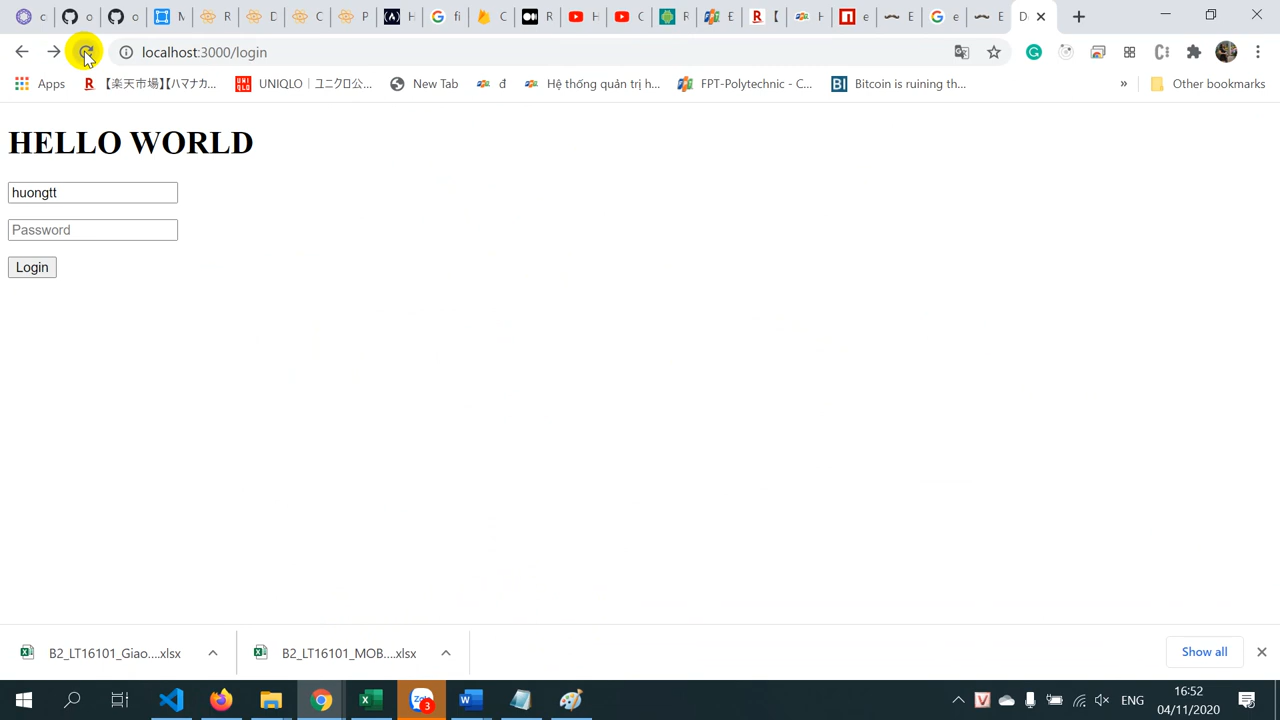 localhost:3000/login
Apps
【楽天市場】【ハマナカ...
UNIQLO｜ユニクロ公...
New Tab
đ
Hệ thống quản trị h...
FPT-Polytechnic - C...
Bitcoin is ruining th...
»
Other bookmarks
HELLO WORLD
huongtt
Password
Login
B2_LT16101_Giao....xlsx
B2_LT16101_MOB....xlsx
Show all
3
ENG
16:52
04/11/2020